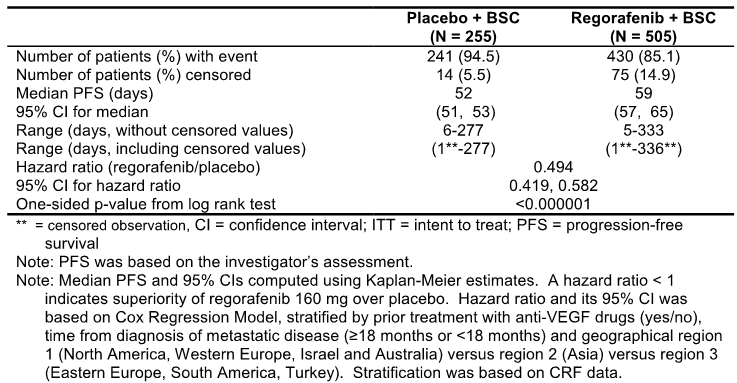 Placebo + BSC Regorafenib + BSC
(N = 255) (N = 505)
Number of patients (%) with event 241 (94.5) 430 (85.1)
Number of patients (%) censored 14 (5.5) 75 (14.9)
Median PFS (days) 52 59
95% CI for median (51, 53) (57, 65)
Range (days, without censored values) 6-277 5-333
Range (days, including censored values) (1**-277) (1**-336**)
Hazard ratio (regorafenib/placebo) 0.494
95% CI for hazard ratio 0.419, 0.582
One-sided p-value from log rank test <0.000001
** = censored observation, CI = confidence interval; ITT = intent to treat; PFS = progression-free
survival
Note: PFS was based on the investigator's assessment.
Note: Median PFS and 95% CIs computed using Kaplan-Meier estimates. A hazard ratio < 1
indicates superiority of regorafenib 160 mg over placebo. Hazard ratio and its 95% CI was
based on Cox Regression Model, stratified by prior treatment with anti-VEGF drugs (yes/no),
time from diagnosis of metastatic disease (≥18 months or <18 months) and geographical region
1 (North America, Western Europe, Israel and Australia) versus region 2 (Asia) versus region 3
(Eastern Europe, South America, Turkey). Stratification was based on CRF data.